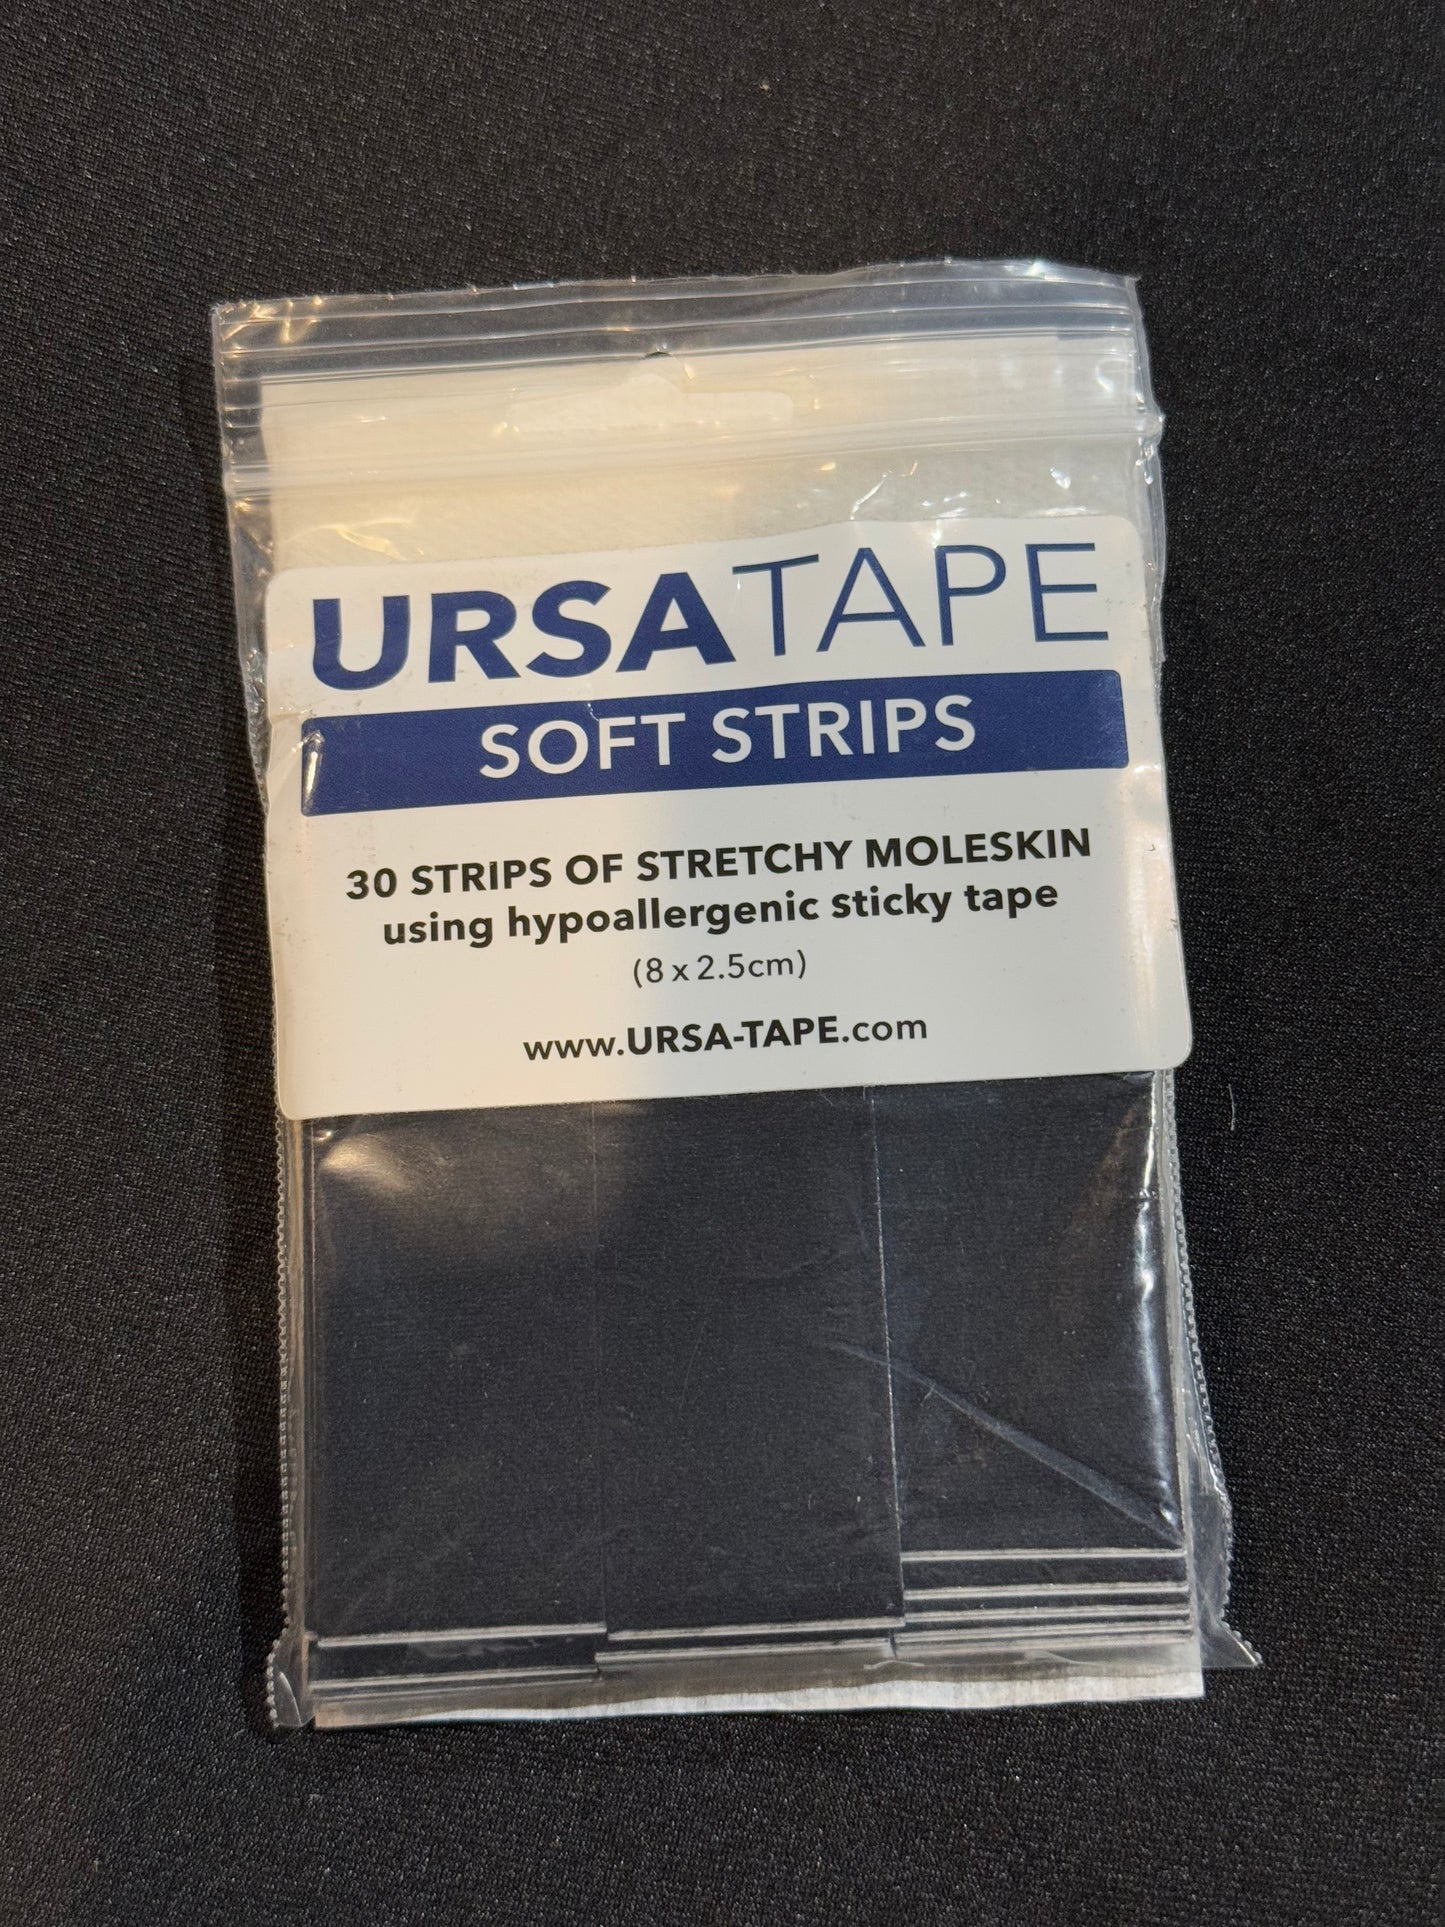 URSATAPE
SOFT STRIPS
30 STRIPS OF STRETCHY MOLESKIN
using hypoallergenic sticky tape
(8 x 2.5cm)
www.URSA-TAPE.com